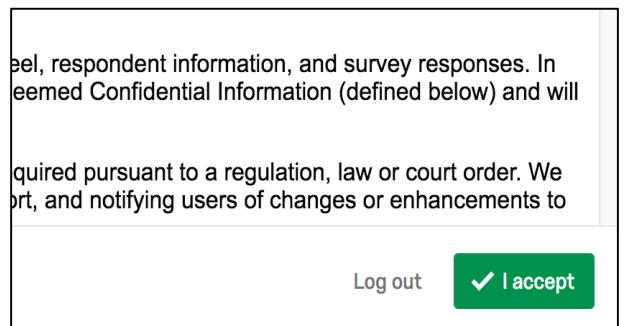 eel, respondent information, and survey responses. In
eemed Confidential Information (defined below) and will
quired pursuant to a regulation, law or court order. We
ort, and notifying users of changes or enhancements to
Log out I accept